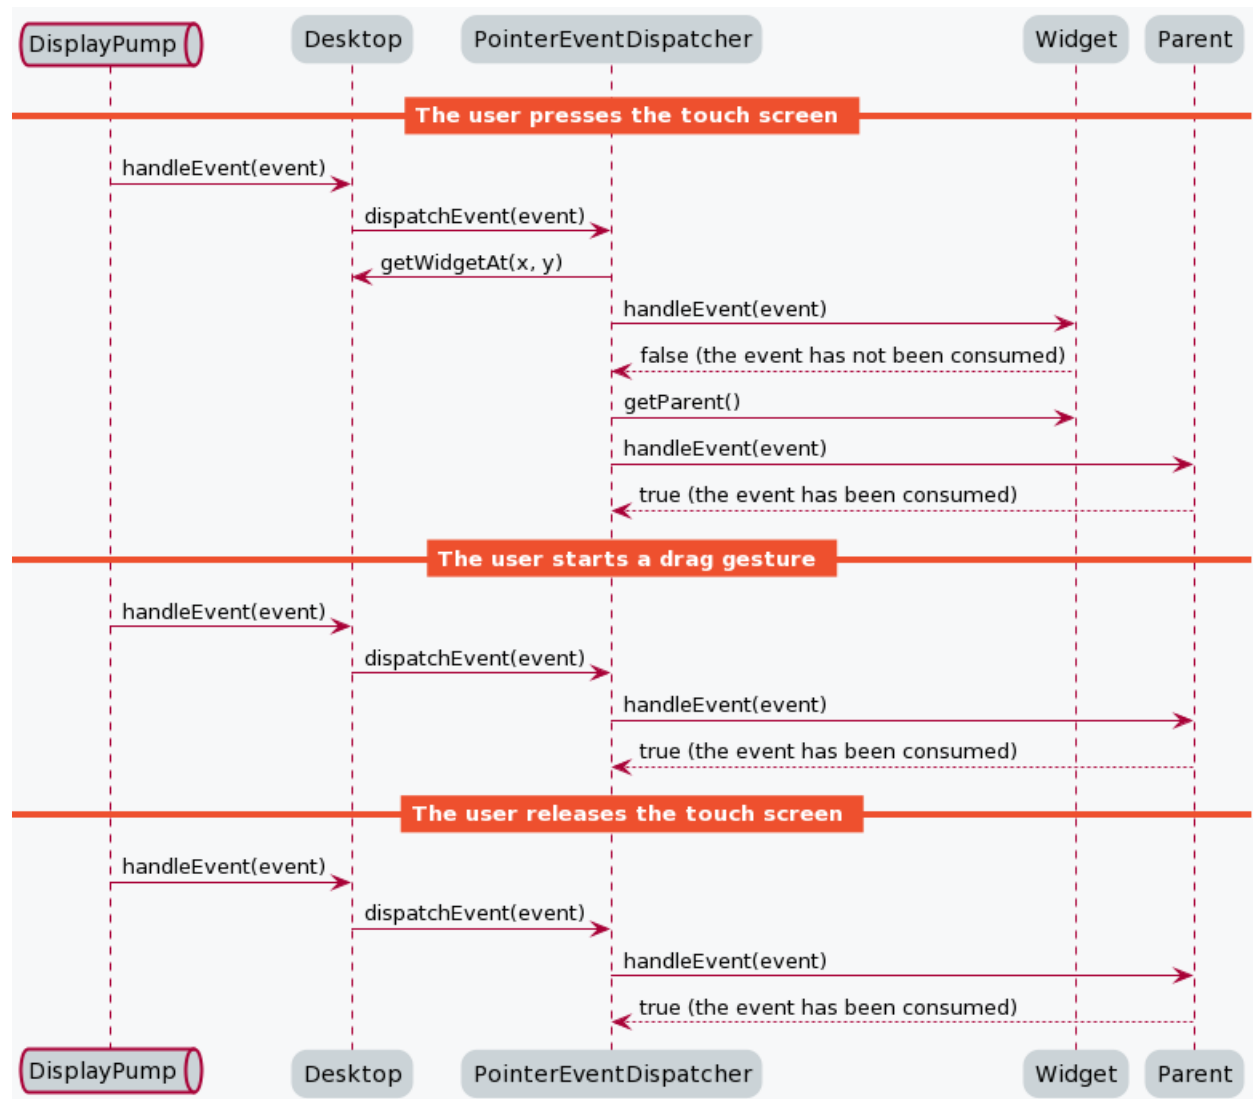 DisplayPump Desktop PointerEventDispatcher Widget Parent
The user presses the touch screen
handleEvent(event)
dispatchEvent(event)
getWidgetAt(x, y)
handleEvent(event)
false (the event has not been consumed)
getParent()
handleEvent(event)
true (the event has been consumed)
The user starts a drag gesture
handleEvent(event)
dispatchEvent(event)
handleEvent(event)
true (the event has been consumed)
The user releases the touch screen
handleEvent(event)
dispatchEvent(event)
handleEvent(event)
true (the event has been consumed)
DisplayPump Desktop PointerEventDispatcher Widget Parent